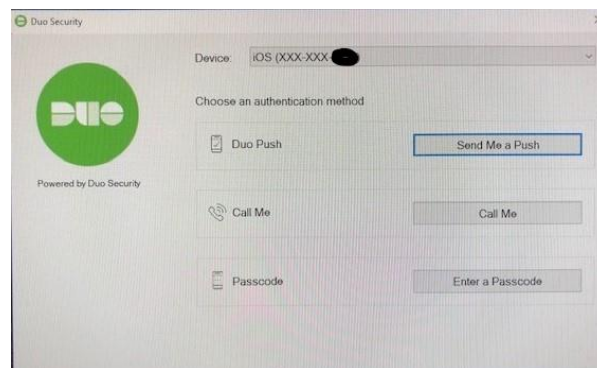 Duo Security
Device: iOS (XXX-XXX-
Choose an authentication method
DUO
Powered by Duo Security
Duo Push
Send Me a Push
Call Me
Call Me
Passcode
Enter a Passcode